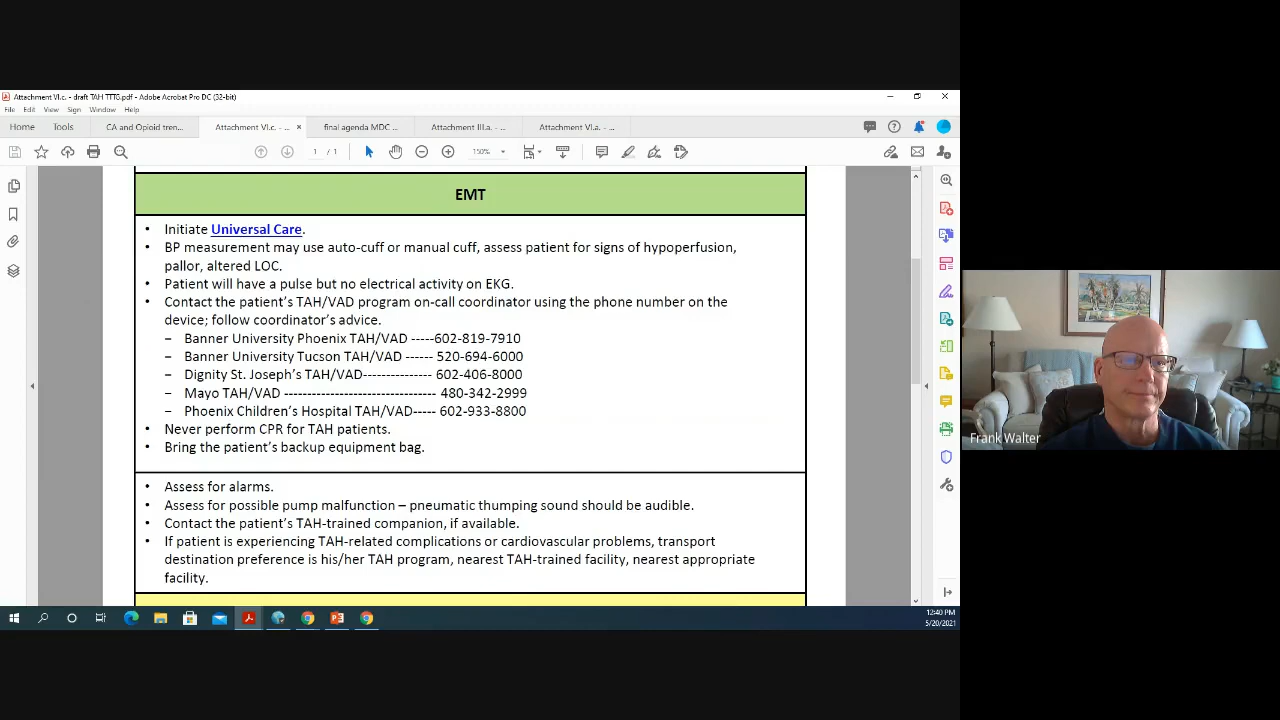 Attachment VI.c. - draft TAH TTTG.pdf - Adobe Acrobat Pro DC (32-bit)
File Edit View Sign Window Help
Home Tools CA and Opioid tren... Attachment VI.c. - ... × final agenda MDC ... Attachment III.a. - ... Attachment VI.a. - ...
1 / 1 150%
EMT
• Initiate Universal Care.
• BP measurement may use auto-cuff or manual cuff, assess patient for signs of hypoperfusion,
pallor, altered LOC.
• Patient will have a pulse but no electrical activity on EKG.
• Contact the patient's TAH/VAD program on-call coordinator using the phone number on the
device; follow coordinator's advice.
– Banner University Phoenix TAH/VAD -----602-819-7910
– Banner University Tucson TAH/VAD ------ 520-694-6000
– Dignity St. Joseph's TAH/VAD--------------- 602-406-8000
– Mayo TAH/VAD --------------------------------- 480-342-2999
– Phoenix Children's Hospital TAH/VAD----- 602-933-8800
• Never perform CPR for TAH patients.
• Bring the patient's backup equipment bag.
• Assess for alarms.
• Assess for possible pump malfunction – pneumatic thumping sound should be audible.
• Contact the patient's TAH-trained companion, if available.
• If patient is experiencing TAH-related complications or cardiovascular problems, transport
destination preference is his/her TAH program, nearest TAH-trained facility, nearest appropriate
facility.
Frank Walter
12:40 PM
5/20/2021